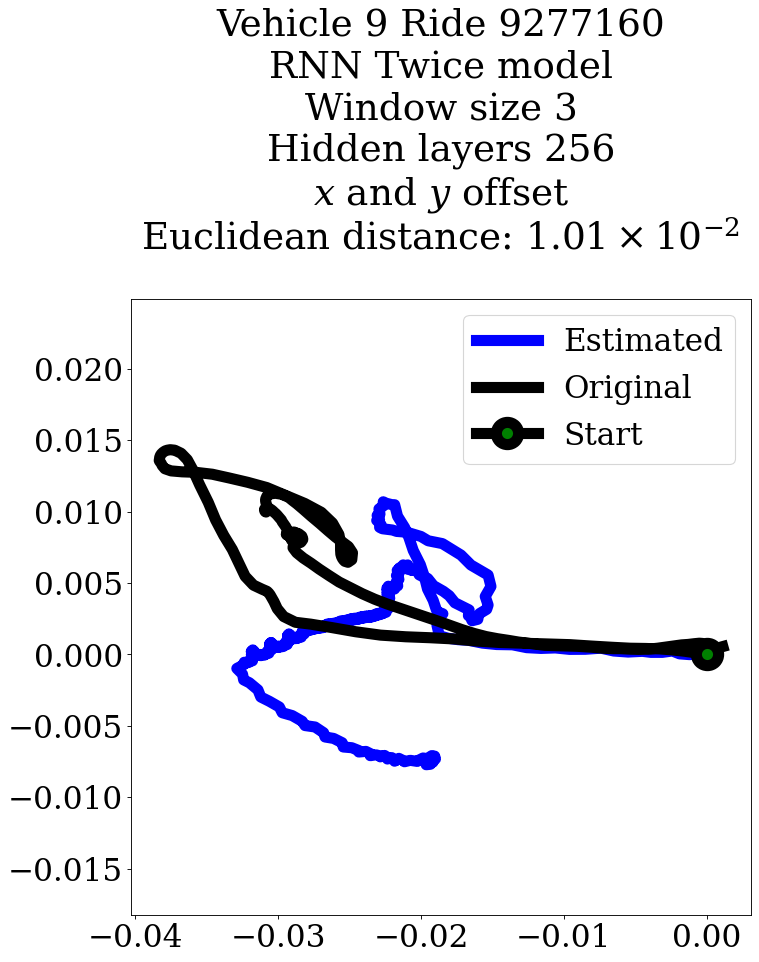 Vehicle 9 Ride 9277160
RNN Twice model
Window size 3
Hidden layers 256
x and y offset
Euclidean distance: 1.01 × 10⁻²
Estimated
Original
Start
0.020
0.015
0.010
0.005
0.000
−0.005
−0.010
−0.015
−0.04 −0.03 −0.02 −0.01 0.00